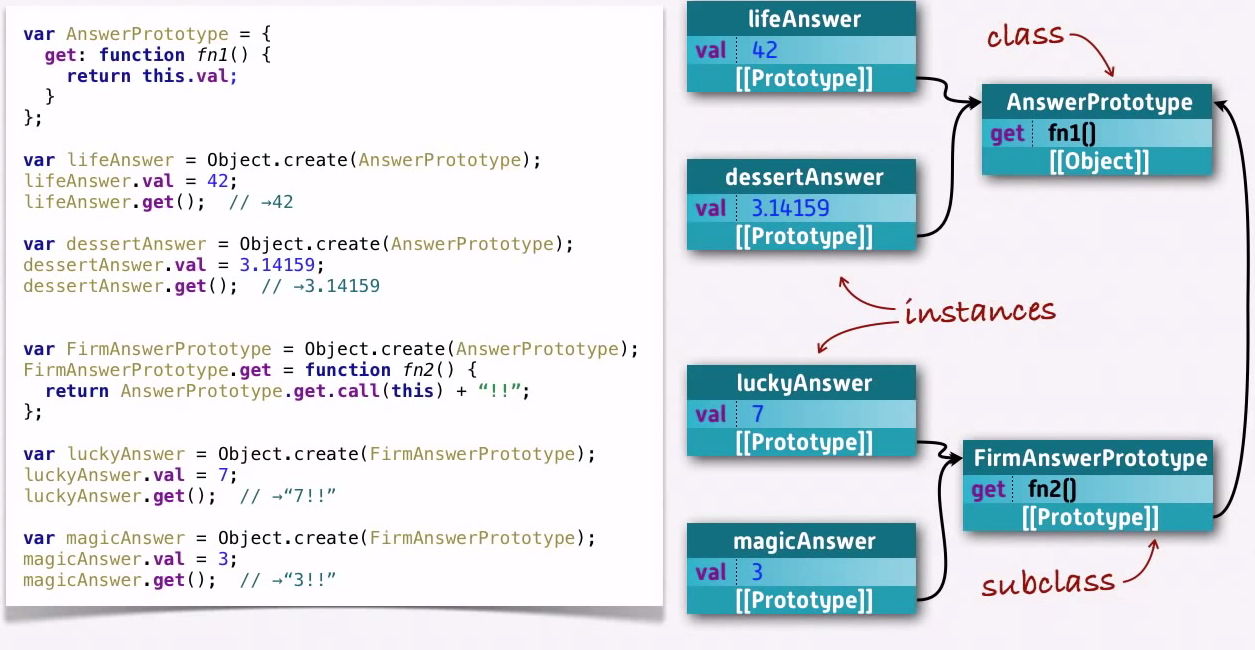 var AnswerPrototype = {
  get: function fn1() {
    return this.val;
  }
};
var lifeAnswer = Object.create(AnswerPrototype);
lifeAnswer.val = 42;
lifeAnswer.get();  // →42
var dessertAnswer = Object.create(AnswerPrototype);
dessertAnswer.val = 3.14159;
dessertAnswer.get();  // →3.14159
var FirmAnswerPrototype = Object.create(AnswerPrototype);
FirmAnswerPrototype.get = function fn2() {
  return AnswerPrototype.get.call(this) + “!!”;
};
var luckyAnswer = Object.create(FirmAnswerPrototype);
luckyAnswer.val = 7;
luckyAnswer.get();  // →“7!!”
var magicAnswer = Object.create(FirmAnswerPrototype);
magicAnswer.val = 3;
magicAnswer.get();  // →“3!!”
lifeAnswer
val 42
[[Prototype]]
class
AnswerPrototype
get fn1()
[[Object]]
dessertAnswer
val 3.14159
[[Prototype]]
instances
luckyAnswer
val 7
[[Prototype]]
FirmAnswerPrototype
get fn2()
[[Prototype]]
magicAnswer
val 3
[[Prototype]]
subclass